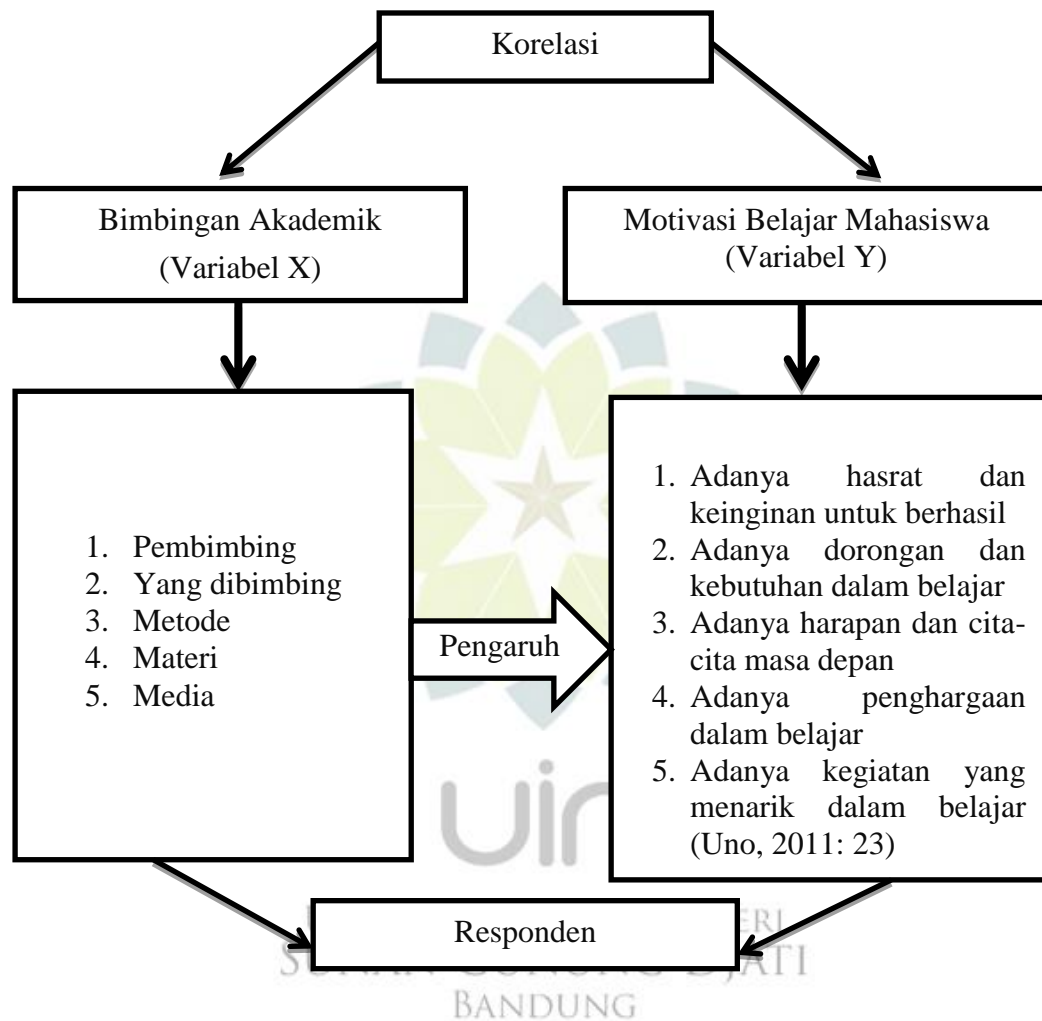 Korelasi
Bimbingan Akademik
(Variabel X)
Motivasi Belajar Mahasiswa
(Variabel Y)
1. Pembimbing
2. Yang dibimbing
3. Metode
4. Materi
5. Media
Pengaruh
1. Adanya hasrat dan
keinginan untuk berhasil
2. Adanya dorongan dan
kebutuhan dalam belajar
3. Adanya harapan dan cita-
cita masa depan
4. Adanya penghargaan
dalam belajar
5. Adanya kegiatan yang
menarik dalam belajar
(Uno, 2011: 23)
Responden
SUNAN GUNUNG DJATI
BANDUNG